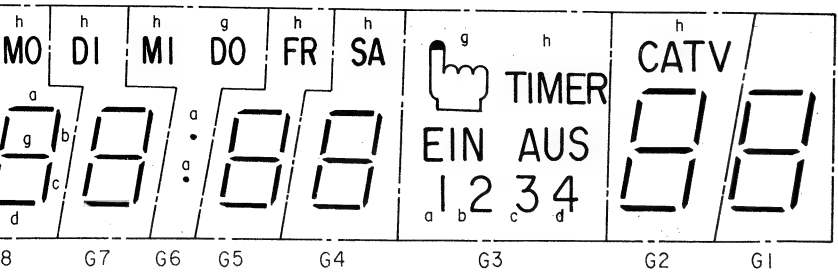 h h h g h h g h h
MO DI MI DO FR SA CATV
TIMER
a
a
g b
EIN AUS
a
c
1 2 3 4
d a b c d
8 G7 G6 G5 G4 G3 G2 G1